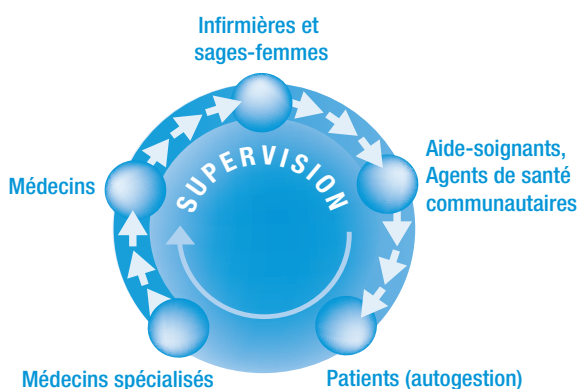 Infirmières et
sages-femmes
Médecins
SUPERVISION
Aide-soignants,
Agents de santé
communautaires
Médecins spécialisés
Patients (autogestion)